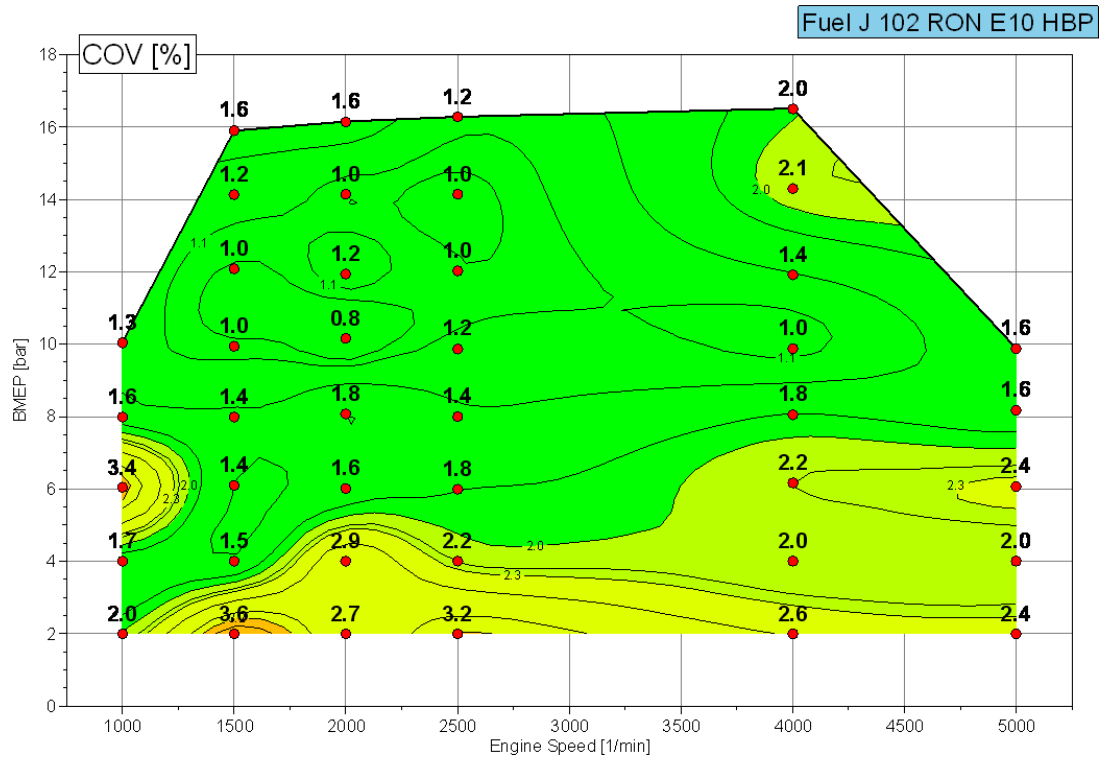 Fuel J 102 RON E10 HBP
COV [%]
18
16
14
12
10
8
6
4
2
0
BMEP [bar]
1.6 1.6 1.2 2.0
1.2 1.0 1.0 2.1
2.0
1.1
1.0 1.2 1.0 1.4
1.1
1.3 1.0 0.8 1.2 1.0 1.6
1.1
1.6 1.4 1.8 1.4 1.8 1.6
3.4 1.4 1.6 1.8 2.2 2.4
2.0
2.3
2.3
1.7 1.5 2.9 2.2 2.0 2.0
2.0
2.3
2.0 3.6 2.7 3.2 2.6 2.4
1000 1500 2000 2500 3000 3500 4000 4500 5000
Engine Speed [1/min]